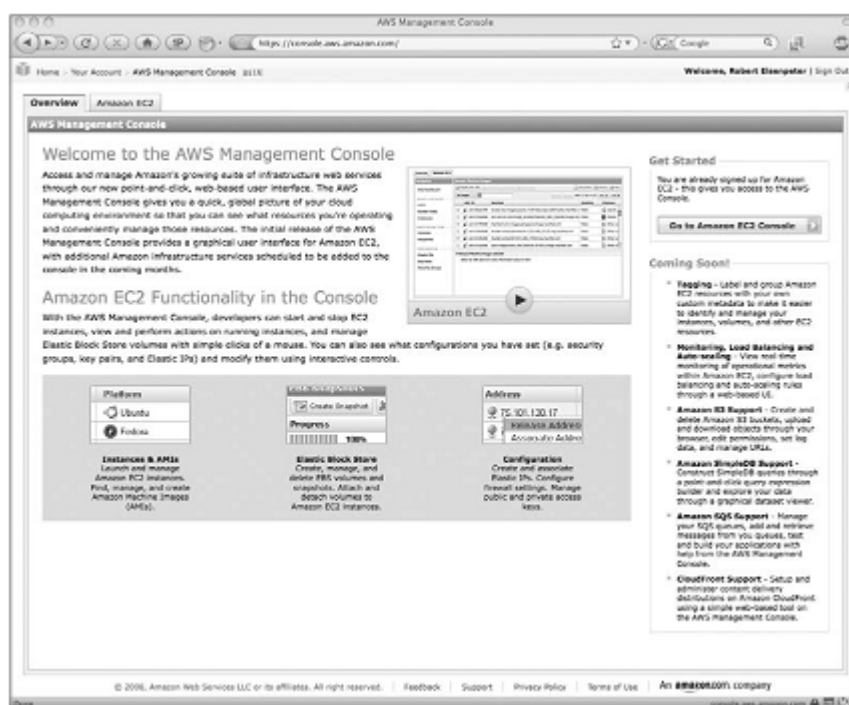 AWS Management Console
https://console.aws.amazon.com/
Google
Home > Your Account > AWS Management Console
Welcome, Robert Elsenpeter | Sign Out
Overview
Amazon EC2
AWS Management Console
Welcome to the AWS Management Console
Access and manage Amazon's growing suite of infrastructure web services
through our new point-and-click, web-based user interface. The AWS
Management Console gives you a quick, global picture of your cloud
computing environment so that you can see what resources you're operating
and conveniently manage those resources. The initial release of the AWS
Management Console provides a graphical user interface for Amazon EC2,
with additional Amazon infrastructure services scheduled to be added to the
console in the coming months.
Amazon EC2
Amazon EC2 Functionality in the Console
With the AWS Management Console, developers can start and stop EC2
instances, view and perform actions on running instances, and manage
Elastic Block Store volumes with simple clicks of a mouse. You can also see what configurations you have set (e.g. security
groups, key pairs, and Elastic IPs) and modify them using interactive controls.
Platform
Ubuntu
Fedora
Instances & AMIs
Launch and manage
Amazon EC2 instances.
Find, manage, and create
Amazon Machine Images
(AMIs).
Create Snapshot
Progress
100%
Elastic Block Store
Create, manage, and
delete EBS volumes and
snapshots. Attach and
detach volumes to
Amazon EC2 instances.
Address
75.101.130.17
Release Address
Associate Addre
Configuration
Create and associate
Elastic IPs. Configure
firewall settings. Manage
public and private access
keys.
Get Started
You are already signed up for Amazon
EC2 - this gives you access to the AWS
Console.
Go to Amazon EC2 Console
Coming Soon!
Tagging - Label and group Amazon
EC2 resources with your own
custom metadata to make it easier
to identify and manage your
instances, volumes, and other EC2
resources.
Monitoring, Load Balancing and
Auto-scaling - View real time
monitoring of operational metrics
within Amazon EC2, configure load
balancing and auto-scaling rules
through a web-based UI.
Amazon S3 Support - Create and
delete Amazon S3 buckets, upload
and download objects through your
browser, edit permissions, set log
data, and manage URLs.
Amazon SimpleDB Support -
Construct SimpleDB queries through
a point-and-click query expression
builder and explore your data
through a graphical dataset viewer.
Amazon SQS Support - Manage
your SQS queues, add and retrieve
messages from you queues, test
and build your applications with
help from the AWS Management
Console.
CloudFront Support - Setup and
administer content delivery
distributions on Amazon CloudFront
using a simple web-based tool on
the AWS Management Console.
© 2008, Amazon Web Services LLC or its affiliates. All right reserved. | Feedback | Support | Privacy Policy | Terms of Use | An amazon.com company
Done
console.aws.amazon.com